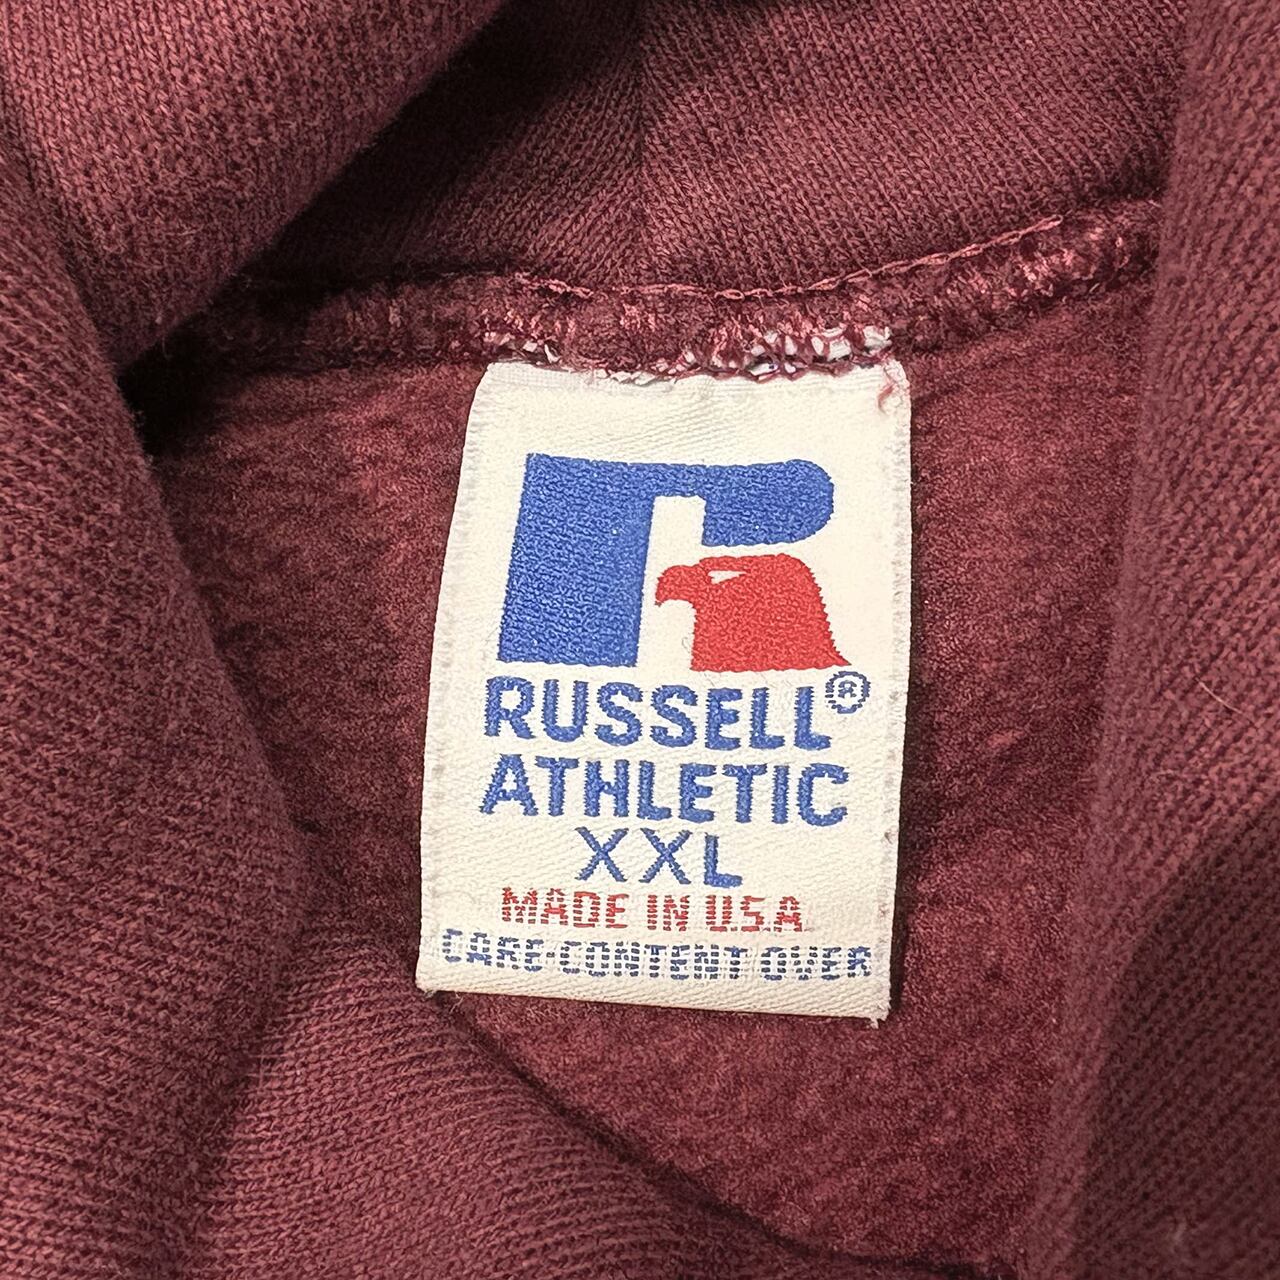 RUSSELL®
ATHLETIC
XXL
MADE IN U.S.A
CARE-CONTENT OVER